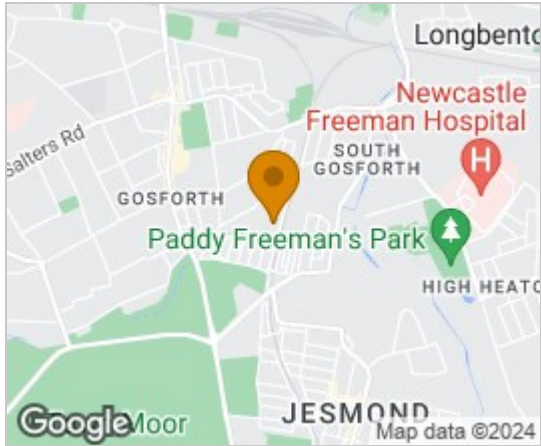 Longbento
Newcastle
Freeman Hospital
Salters Rd
SOUTH
GOSFORTH
GOSFORTH
H
Paddy Freeman's Park
HIGH HEATO
JESMOND
Google
Moor
Map data ©2024